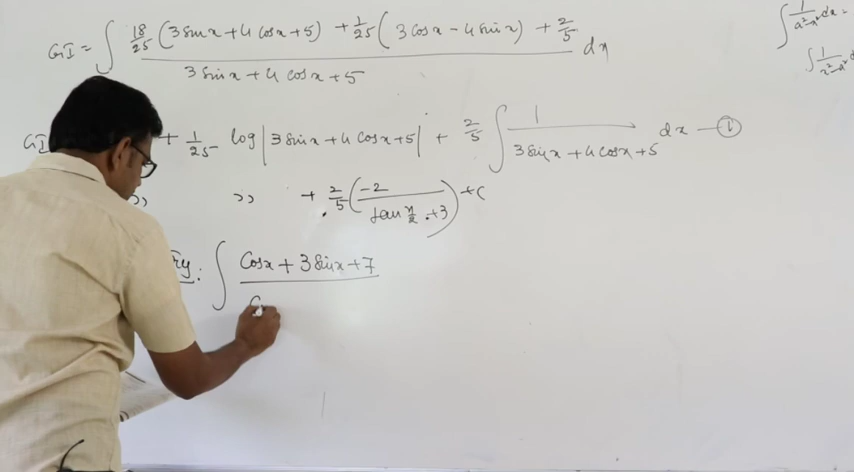 GI = ∫ 18/25 (3 sin x + 4 cos x + 5) + 1/25 (3 cos x - 4 sin x) + 2/5 / 3 sin x + 4 cos x + 5 dx
GI + 1/25 log |3 sin x + 4 cos x + 5| + 2/5 ∫ 1 / 3 sin x + 4 cos x + 5 dx — ①
,, ,, + 2/5 (-2 / tan x/2 + 3) + c
Try: ∫ Cos x + 3 sin x + 7
∫ 1/a²-x² dx =
∫ 1/x²-a² d